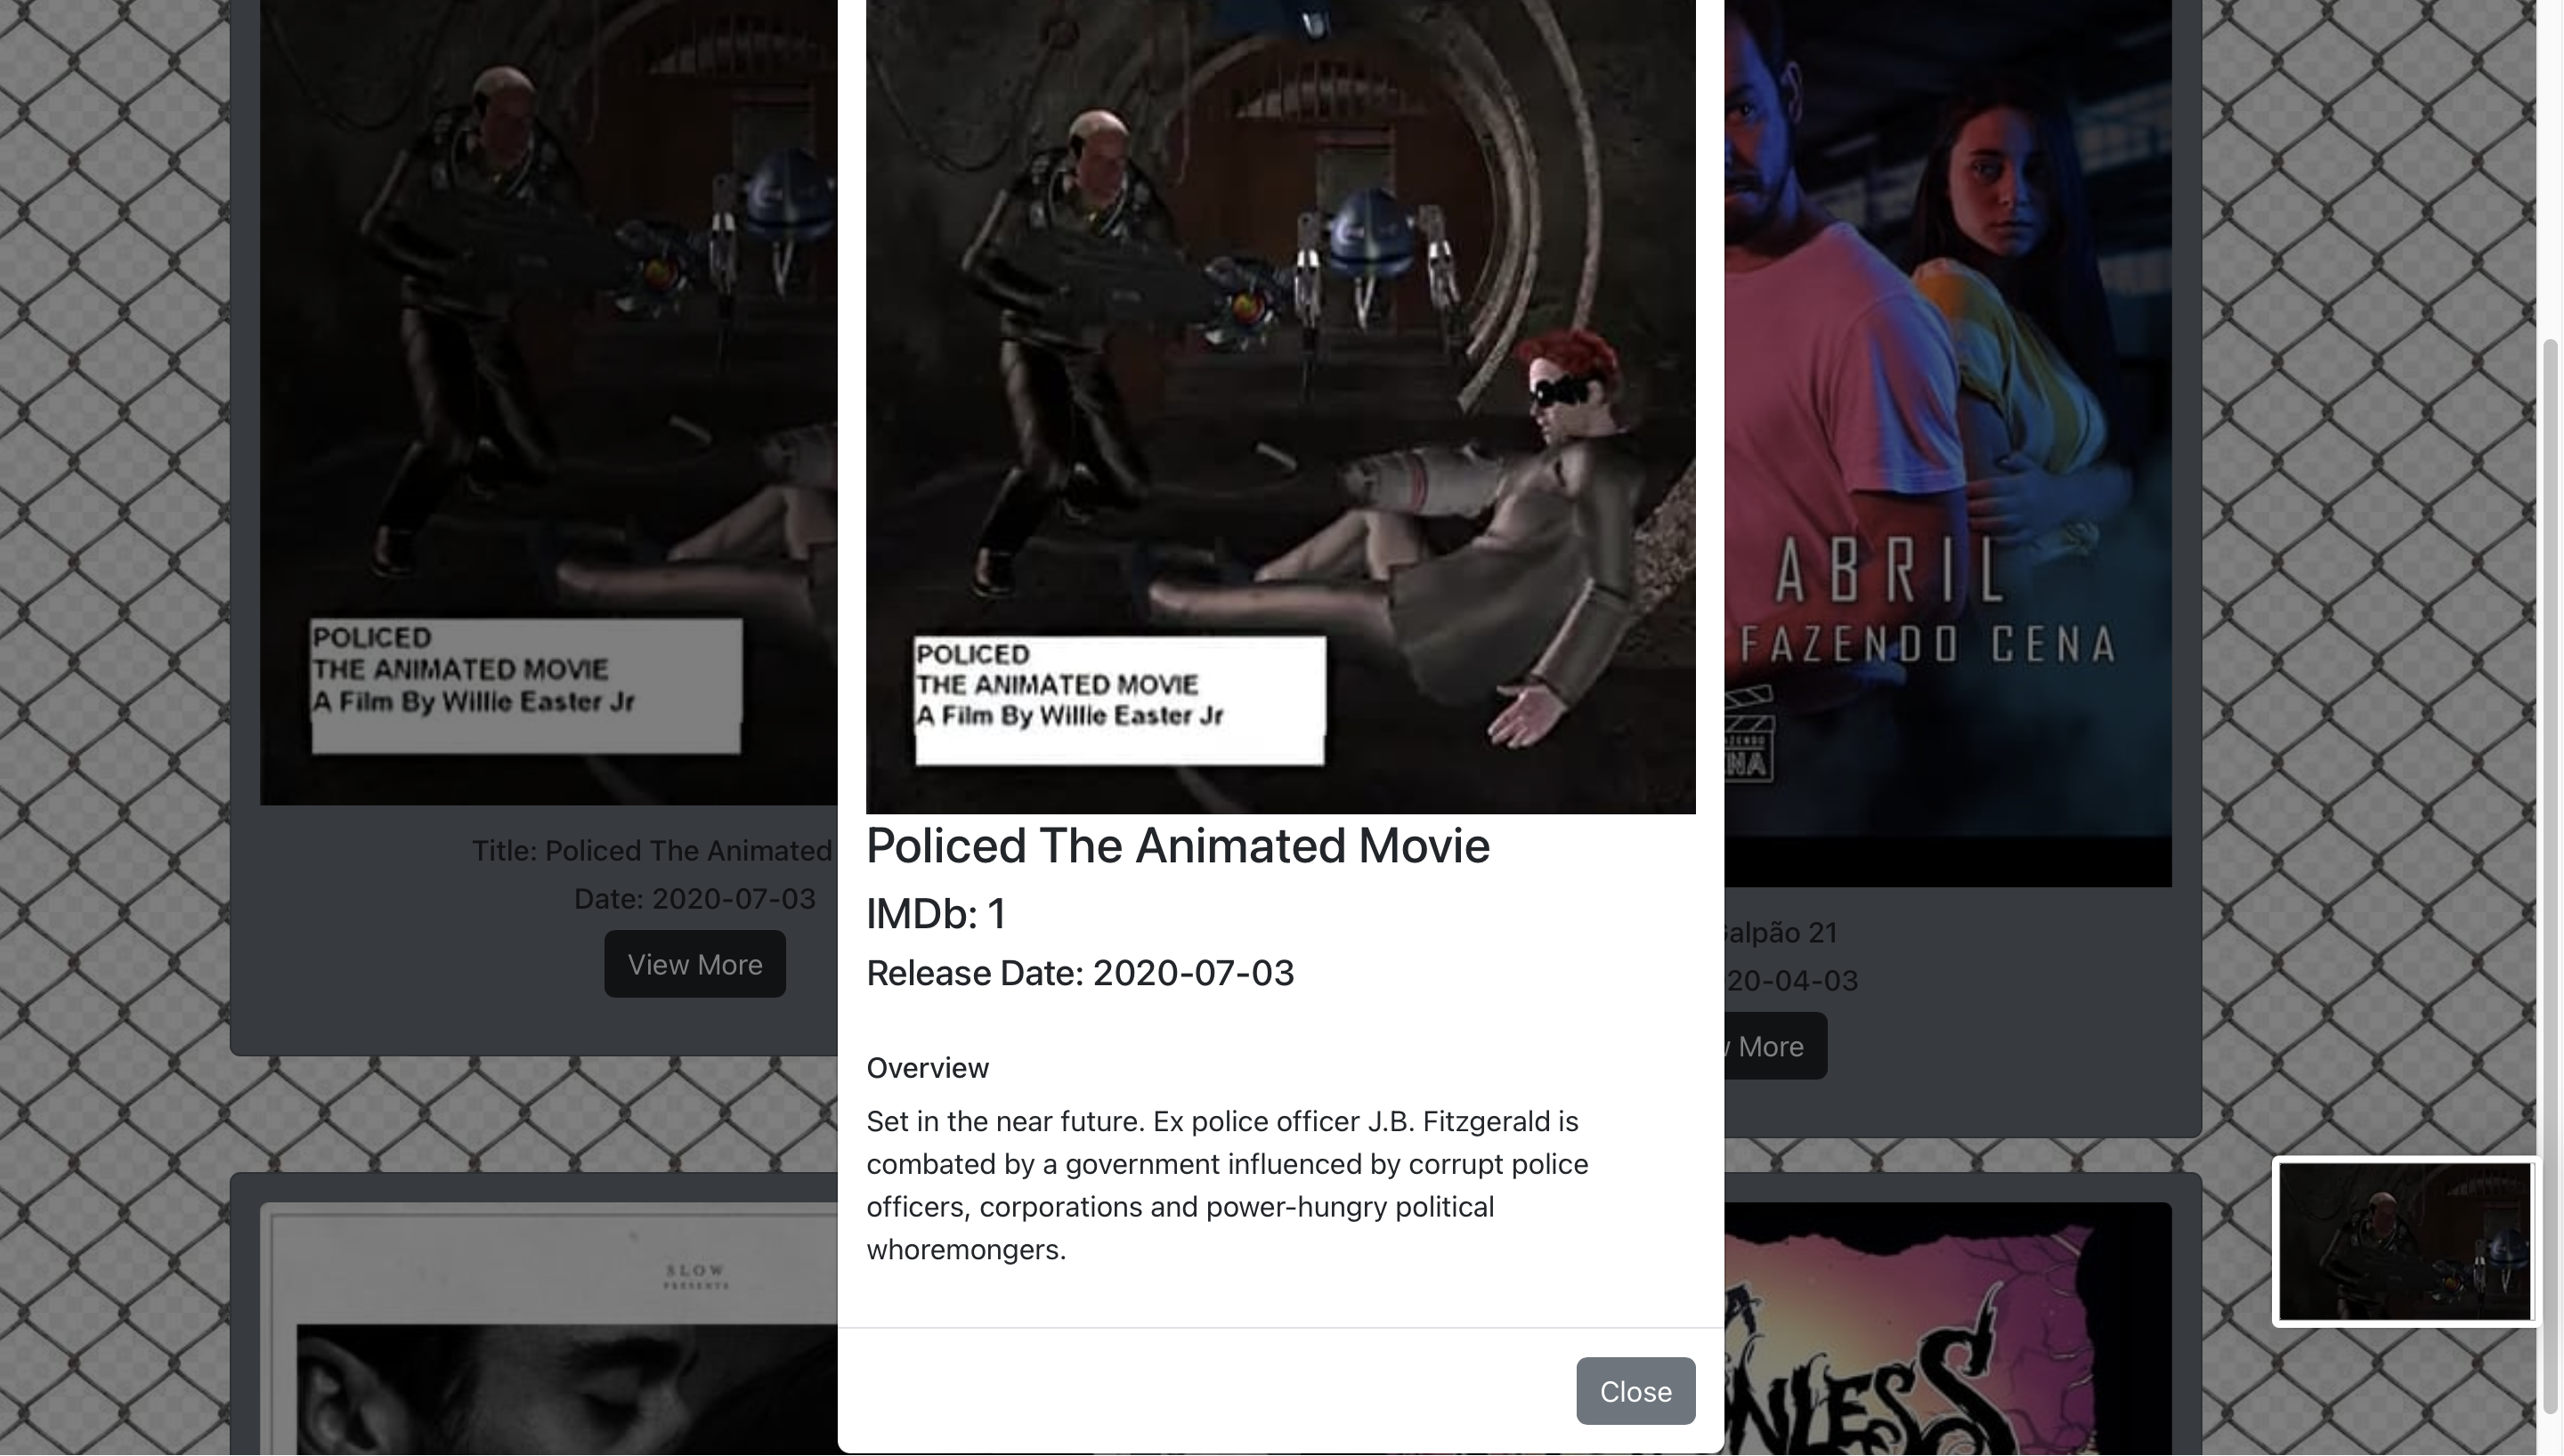 POLICED
THE ANIMATED MOVIE
A Film By Willie Easter Jr
Title: Policed The Animated
Date: 2020-07-03
View More
SLOW
PRESENTS
POLICED
THE ANIMATED MOVIE
A Film By Willie Easter Jr
Policed The Animated Movie
IMDb: 1
Release Date: 2020-07-03
Overview
Set in the near future. Ex police officer J.B. Fitzgerald is
combated by a government influenced by corrupt police
officers, corporations and power-hungry political
whoremongers.
Close
ABRIL
FAZENDO CENA
alpão 21
20-04-03
More
NLESS